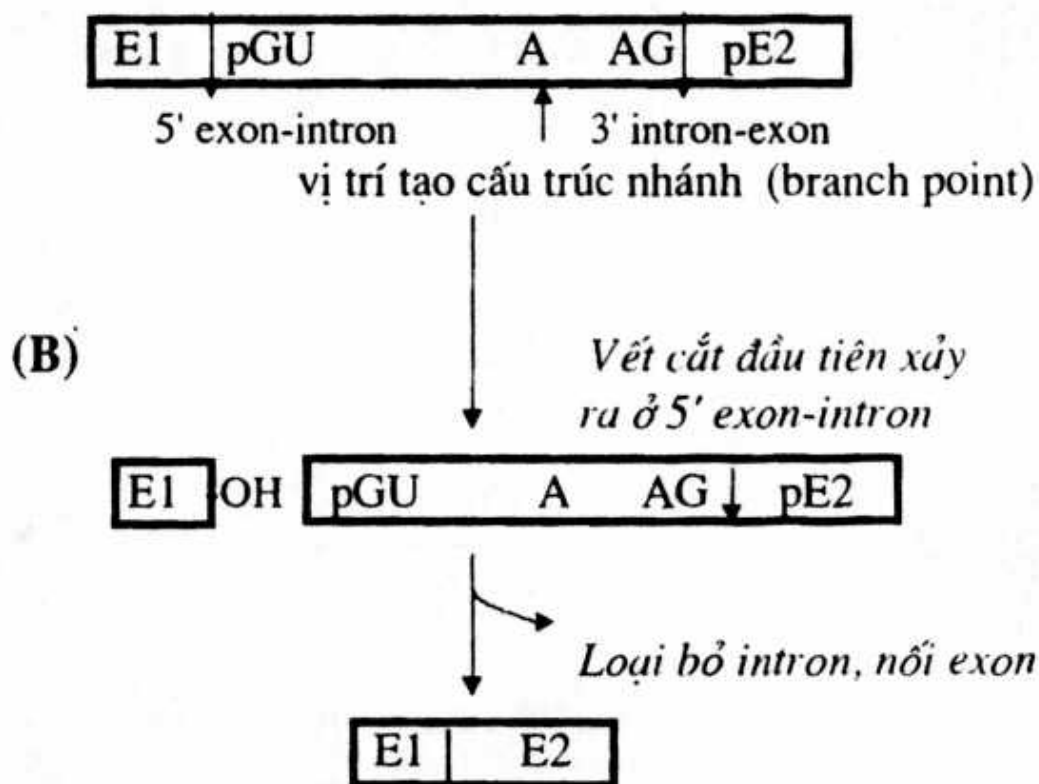 E1 pGU A AG pE2
5' exon-intron 3' intron-exon
vị trí tạo cấu trúc nhánh (branch point)
(B)
Vết cắt đầu tiên xảy
ra ở 5' exon-intron
E1 OH pGU A AG pE2
Loại bỏ intron, nối exon
E1 E2